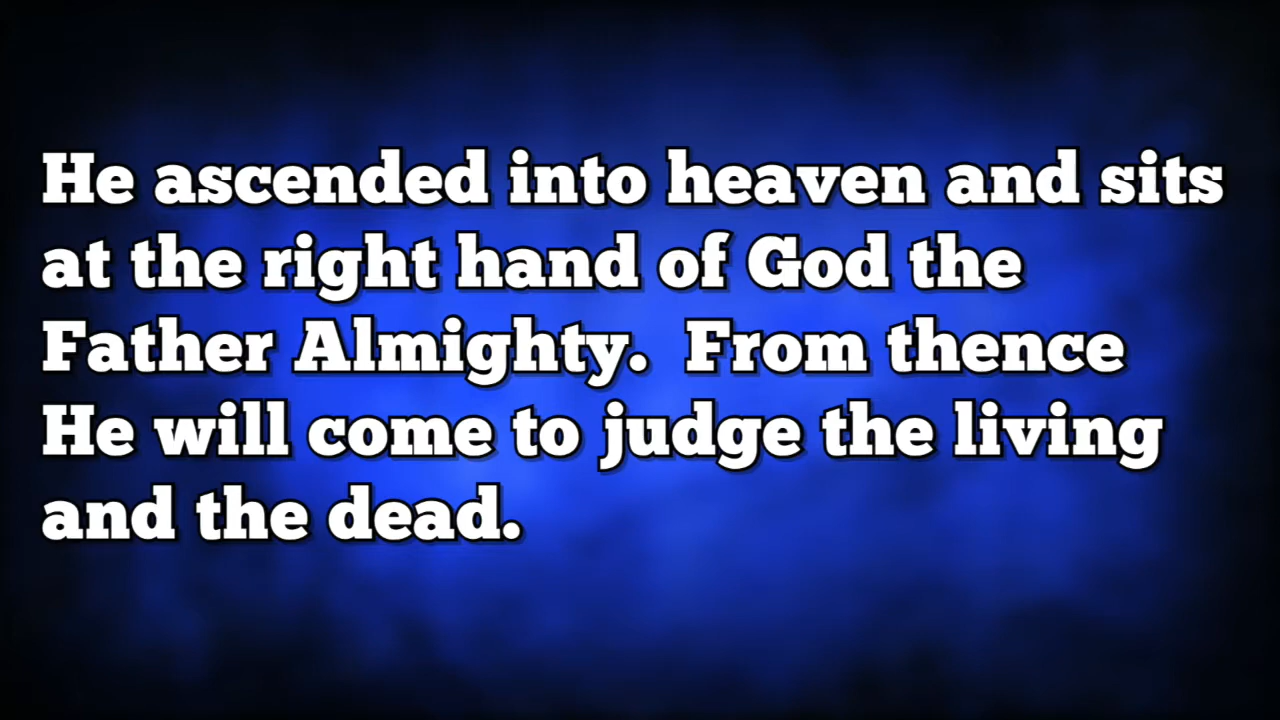 He ascended into heaven and sits
at the right hand of God the
Father Almighty.  From thence
He will come to judge the living
and the dead.